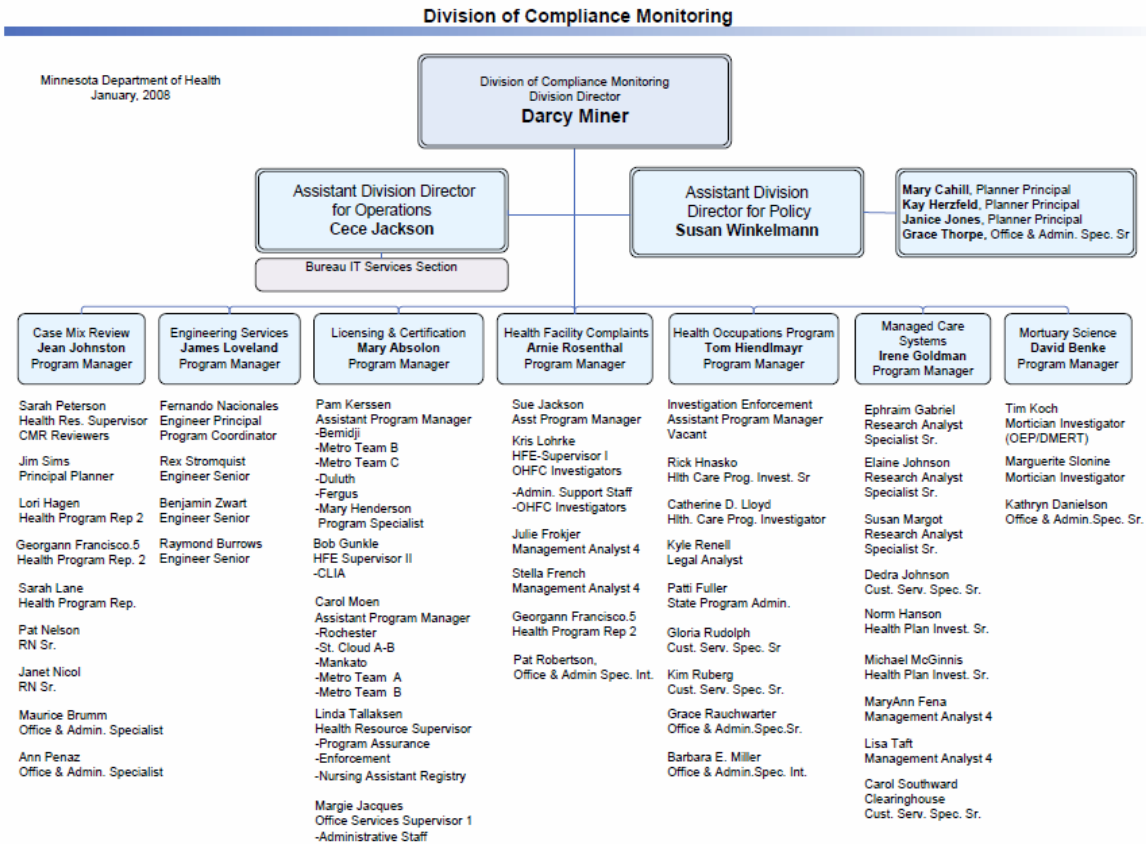 Division of Compliance Monitoring
Minnesota Department of Health
January, 2008
Division of Compliance Monitoring
Division Director
Darcy Miner
Assistant Division Director
for Operations
Cece Jackson
Bureau IT Services Section
Assistant Division
Director for Policy
Susan Winkelmann
Mary Cahill, Planner Principal
Kay Herzfeld, Planner Principal
Janice Jones, Planner Principal
Grace Thorpe, Office & Admin. Spec. Sr
Case Mix Review
Jean Johnston
Program Manager
Sarah Peterson
Health Res. Supervisor
CMR Reviewers
Jim Sims
Principal Planner
Lori Hagen
Health Program Rep 2
Georgann Francisco.5
Health Program Rep. 2
Sarah Lane
Health Program Rep.
Pat Nelson
RN Sr.
Janet Nicol
RN Sr.
Maurice Brumm
Office & Admin. Specialist
Ann Penaz
Office & Admin. Specialist
Engineering Services
James Loveland
Program Manager
Fernando Nacionales
Engineer Principal
Program Coordinator
Rex Stromquist
Engineer Senior
Benjamin Zwart
Engineer Senior
Raymond Burrows
Engineer Senior
Licensing & Certification
Mary Absolon
Program Manager
Pam Kerssen
Assistant Program Manager
-Bemidji
-Metro Team B
-Metro Team C
-Duluth
-Fergus
-Mary Henderson
Program Specialist
Bob Gunkle
HFE Supervisor II
-CLIA
Carol Moen
Assistant Program Manager
-Rochester
-St. Cloud A-B
-Mankato
-Metro Team A
-Metro Team B
Linda Tallaksen
Health Resource Supervisor
-Program Assurance
-Enforcement
-Nursing Assistant Registry
Margie Jacques
Office Services Supervisor 1
-Administrative Staff
Health Facility Complaints
Arnie Rosenthal
Program Manager
Sue Jackson
Asst Program Manager
Kris Lohrke
HFE-Supervisor I
OHFC Investigators
-Admin. Support Staff
-OHFC Investigators
Julie Frokjer
Management Analyst 4
Stella French
Management Analyst 4
Georgann Francisco.5
Health Program Rep 2
Pat Robertson,
Office & Admin Spec. Int.
Health Occupations Program
Tom Hiendlmayr
Program Manager
Investigation Enforcement
Assistant Program Manager
Vacant
Rick Hnasko
Hlth Care Prog. Invest. Sr
Catherine D. Lloyd
Hlth. Care Prog. Investigator
Kyle Renell
Legal Analyst
Patti Fuller
State Program Admin.
Gloria Rudolph
Cust. Serv. Spec. Sr
Kim Ruberg
Cust. Serv. Spec. Sr.
Grace Rauchwarter
Office & Admin.Spec.Sr.
Barbara E. Miller
Office & Admin.Spec. Int.
Managed Care
Systems
Irene Goldman
Program Manager
Ephraim Gabriel
Research Analyst
Specialist Sr.
Elaine Johnson
Research Analyst
Specialist Sr.
Susan Margot
Research Analyst
Specialist Sr.
Dedra Johnson
Cust. Serv. Spec. Sr.
Norm Hanson
Health Plan Invest. Sr.
Michael McGinnis
Health Plan Invest. Sr.
MaryAnn Fena
Management Analyst 4
Lisa Taft
Management Analyst 4
Carol Southward
Clearinghouse
Cust. Serv. Spec. Sr.
Mortuary Science
David Benke
Program Manager
Tim Koch
Mortician Investigator
(OEP/DMERT)
Marguerite Slonine
Mortician Investigator
Kathryn Danielson
Office & Admin.Spec. Sr.